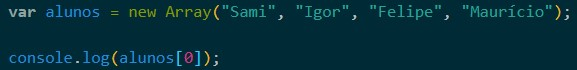 var alunos = new Array("Sami", "Igor", "Felipe", "Maurício");
console.log(alunos[0]);